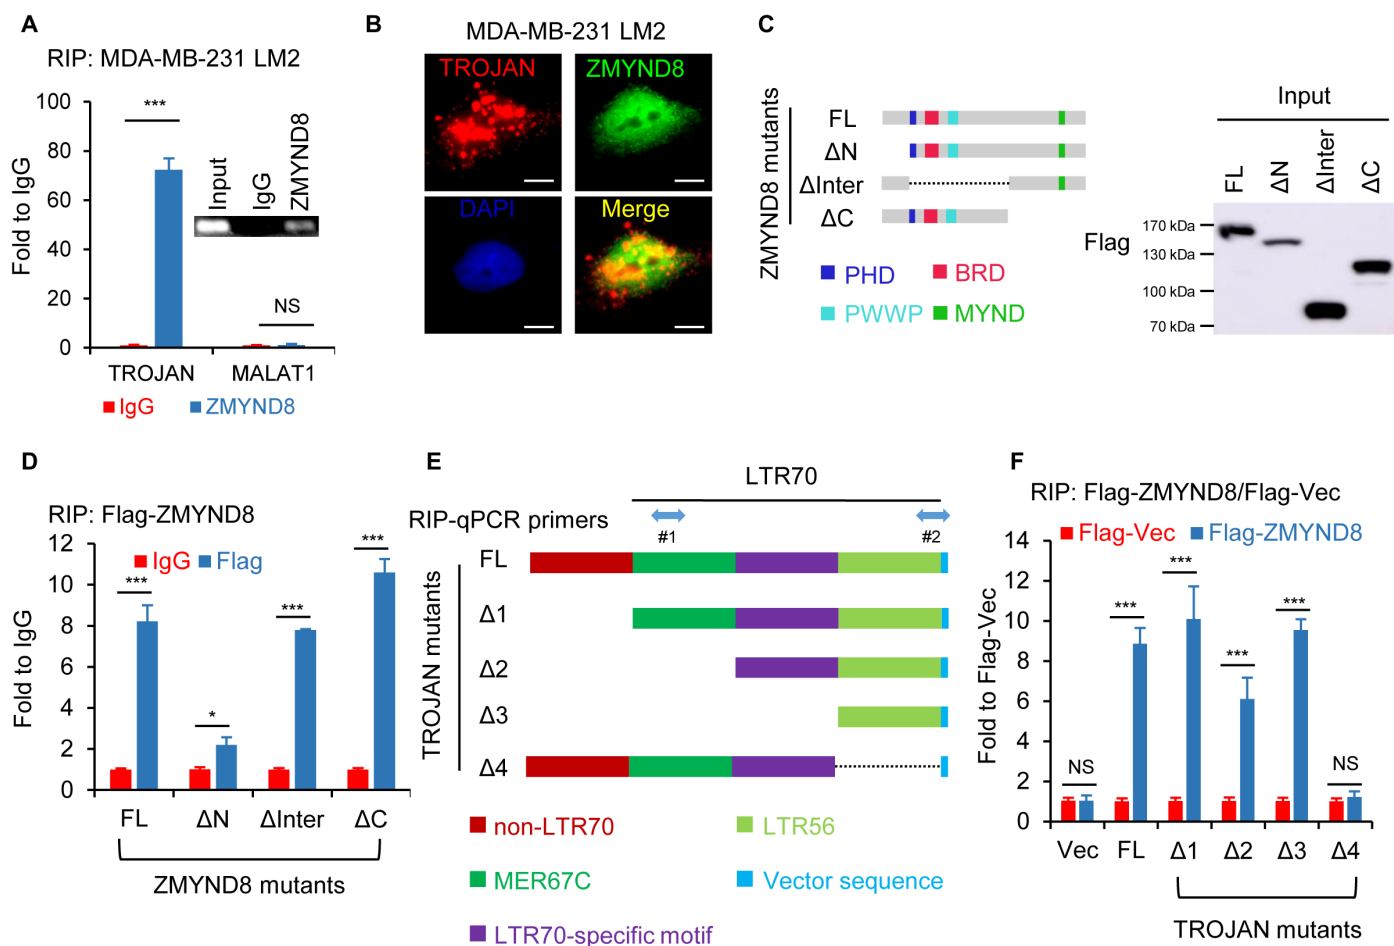 A
RIP: MDA-MB-231 LM2
Fold to IgG
100
80
60
40
20
0
***
NS
Input
IgG
ZMYND8
TROJAN
MALAT1
IgG
ZMYND8
B
MDA-MB-231 LM2
TROJAN
ZMYND8
DAPI
Merge
C
ZMYND8 mutants
FL
ΔN
ΔInter
ΔC
PHD
BRD
PWWP
MYND
Input
FL
ΔN
ΔInter
ΔC
Flag
170 kDa
130 kDa
100 kDa
70 kDa
D
RIP: Flag-ZMYND8
IgG
Flag
Fold to IgG
12
10
8
6
4
2
0
***
*
***
***
FL
ΔN
ΔInter
ΔC
ZMYND8 mutants
E
LTR70
RIP-qPCR primers
#1
#2
TROJAN mutants
FL
Δ1
Δ2
Δ3
Δ4
non-LTR70
LTR56
MER67C
Vector sequence
LTR70-specific motif
F
RIP: Flag-ZMYND8/Flag-Vec
Flag-Vec
Flag-ZMYND8
Fold to Flag-Vec
14
12
10
8
6
4
2
0
NS
***
***
***
***
NS
Vec
FL
Δ1
Δ2
Δ3
Δ4
TROJAN mutants